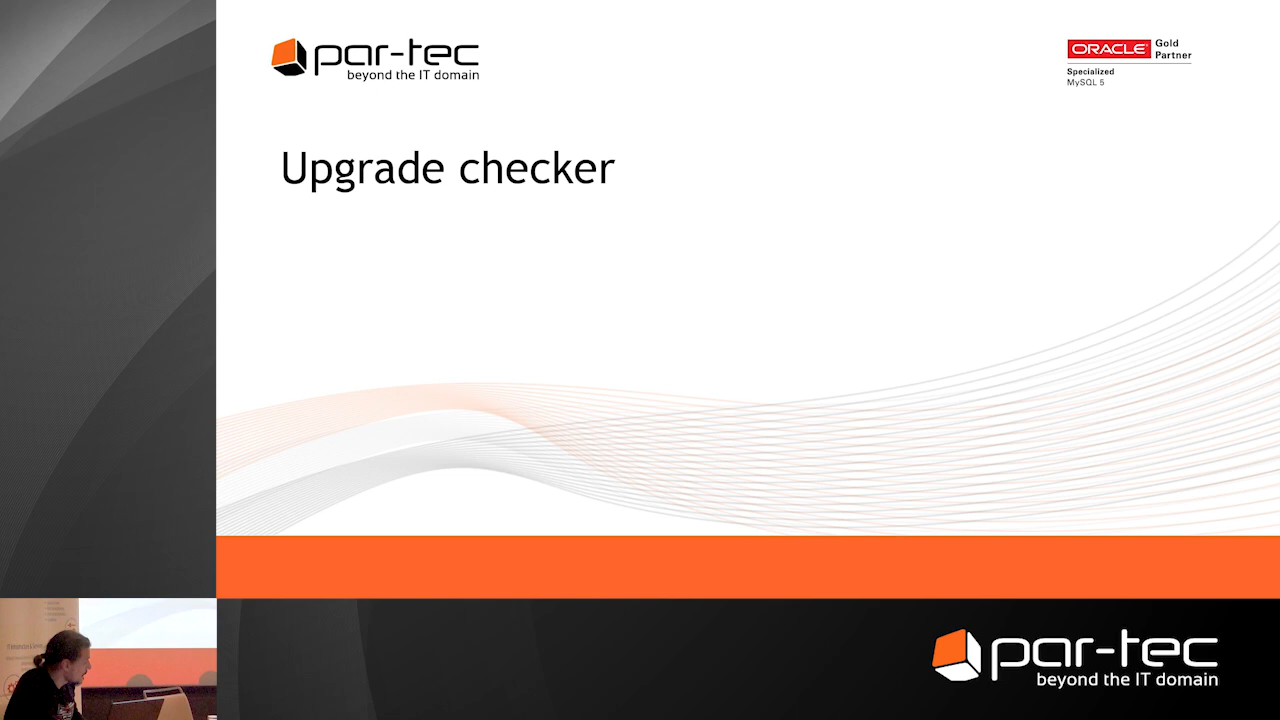 par-tec
beyond the IT domain
ORACLE Gold
Partner
Specialized
MySQL 5
Upgrade checker
par-tec
beyond the IT domain